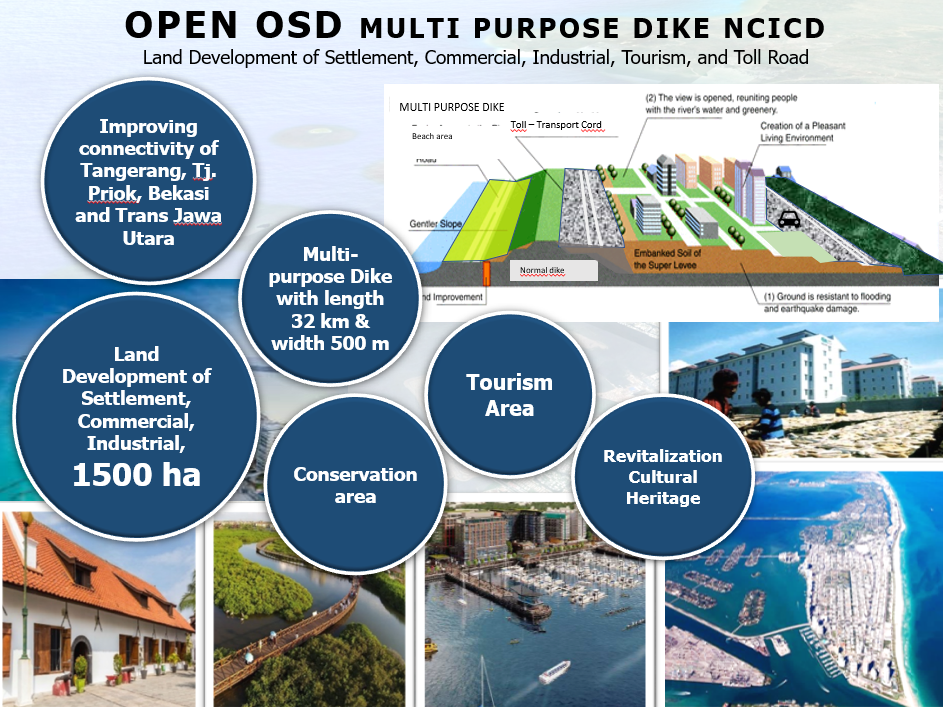 OPEN OSD MULTI PURPOSE DIKE NCICD
Land Development of Settlement, Commercial, Industrial, Tourism, and Toll Road
Improving
connectivity of
Tangerang, Tj.
Priok, Bekasi
and Trans Jawa
Utara
Multi-
purpose Dike
with length
32 km &
width 500 m
Land
Development of
Settlement,
Commercial,
Industrial,
1500 ha
Conservation
area
Tourism
Area
Revitalization
Cultural
Heritage
MULTI PURPOSE DIKE
Toll – Transport Cord
Beach area
(2) The view is opened, reuniting people
with the river's water and greenery.
Creation of a Pleasant
Living Environment
Road
Gentler Slope
Embanked Soil of
the Super Levee
Normal dike
nd Improvement
(1) Ground is resistant to flooding
and earthquake damage.